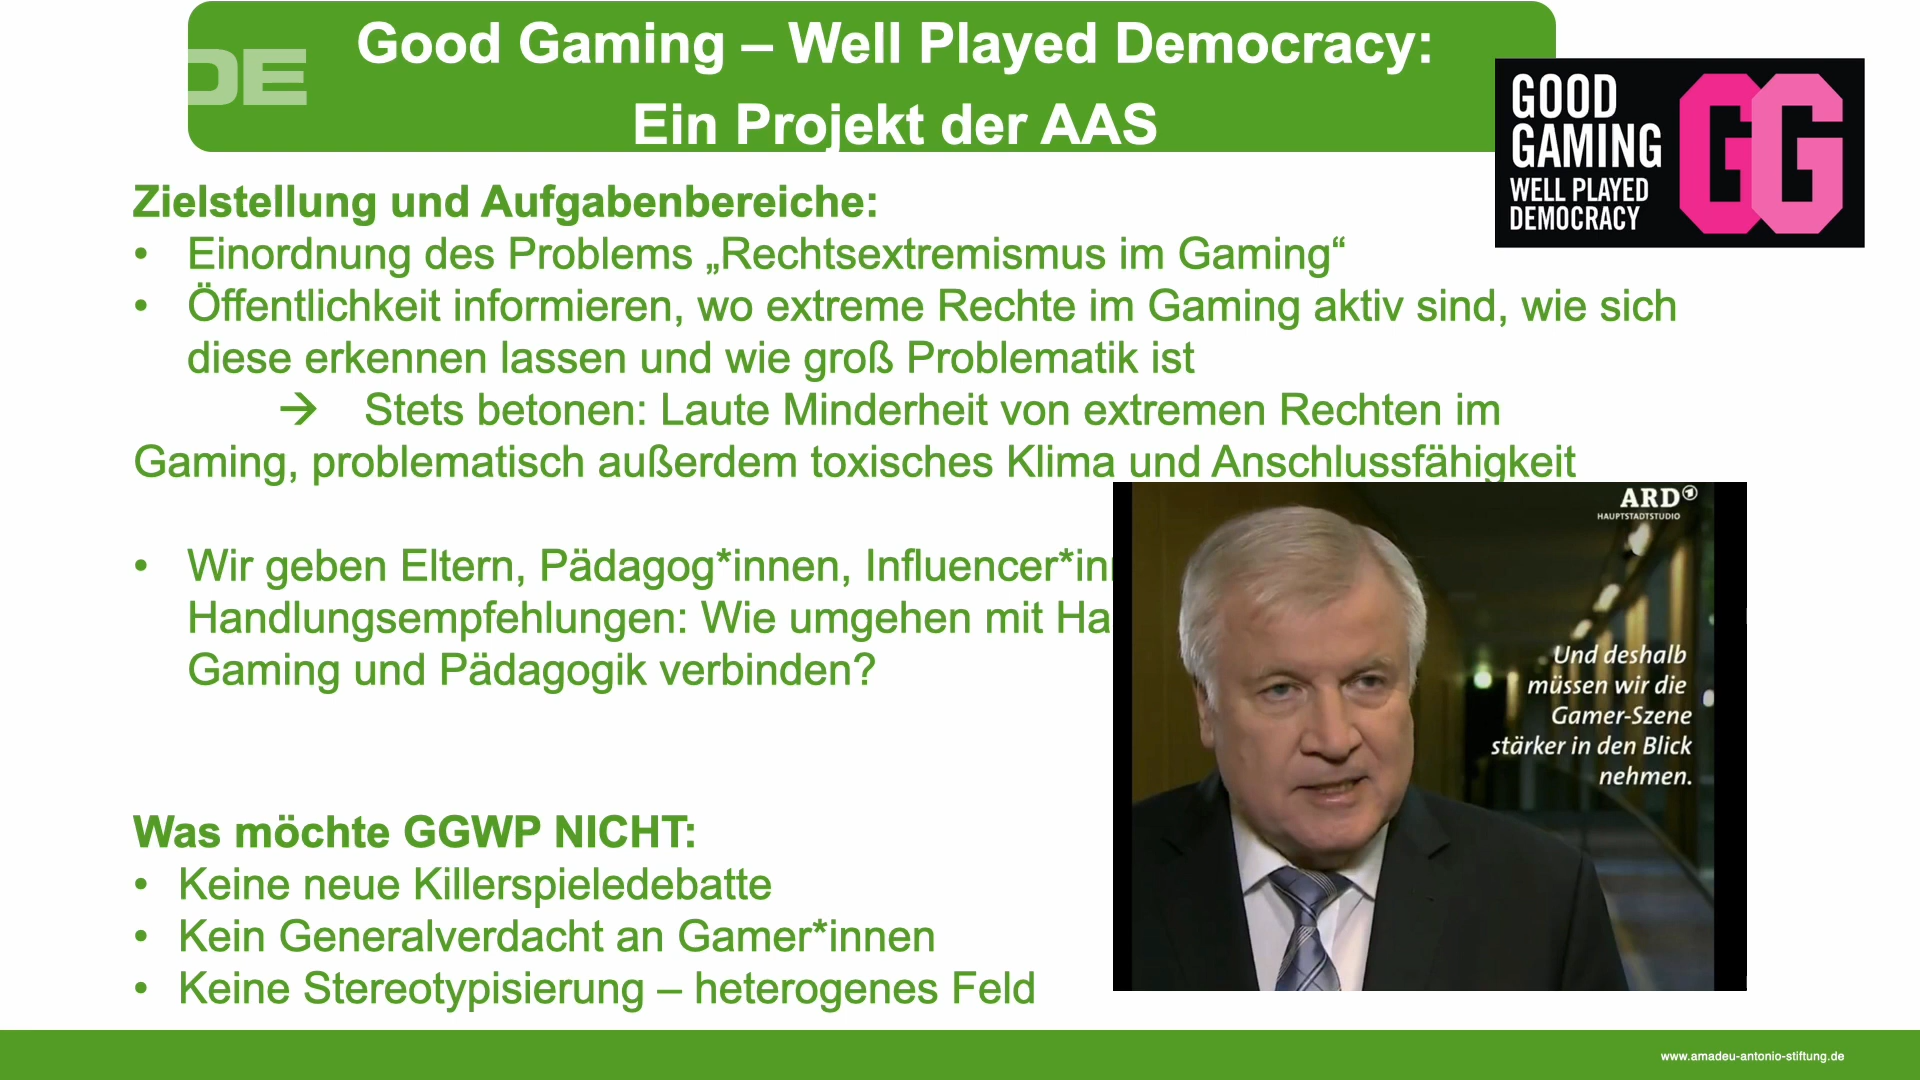 DE
Good Gaming – Well Played Democracy:
Ein Projekt der AAS
GOOD
GAMING
WELL PLAYED
DEMOCRACY
GG
Zielstellung und Aufgabenbereiche:
• Einordnung des Problems „Rechtsextremismus im Gaming“
• Öffentlichkeit informieren, wo extreme Rechte im Gaming aktiv sind, wie sich
diese erkennen lassen und wie groß Problematik ist
→ Stets betonen: Laute Minderheit von extremen Rechten im
Gaming, problematisch außerdem toxisches Klima und Anschlussfähigkeit
• Wir geben Eltern, Pädagog*innen,
Handlungsempfehlungen: Wie umgehen mit
Gaming und Pädagogik verbinden?
ARD
HAUPTSTADTSTUDIO
Und deshalb
müssen wir die
Gamer-Szene
stärker in den Blick
nehmen.
Was möchte GGWP NICHT:
• Keine neue Killerspieledebatte
• Kein Generalverdacht an Gamer*innen
• Keine Stereotypisierung – heterogenes Feld
www.amadeu-antonio-stiftung.de